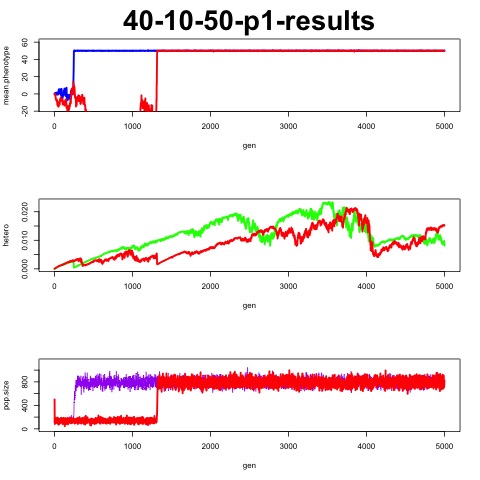 40-10-50-p1-results
mean.phenotype
60
40
20
0
-20
0 1000 2000 3000 4000 5000
gen
hetero
0.020
0.010
0.000
0 1000 2000 3000 4000 5000
gen
pop.size
800
400
0
0 1000 2000 3000 4000 5000
gen